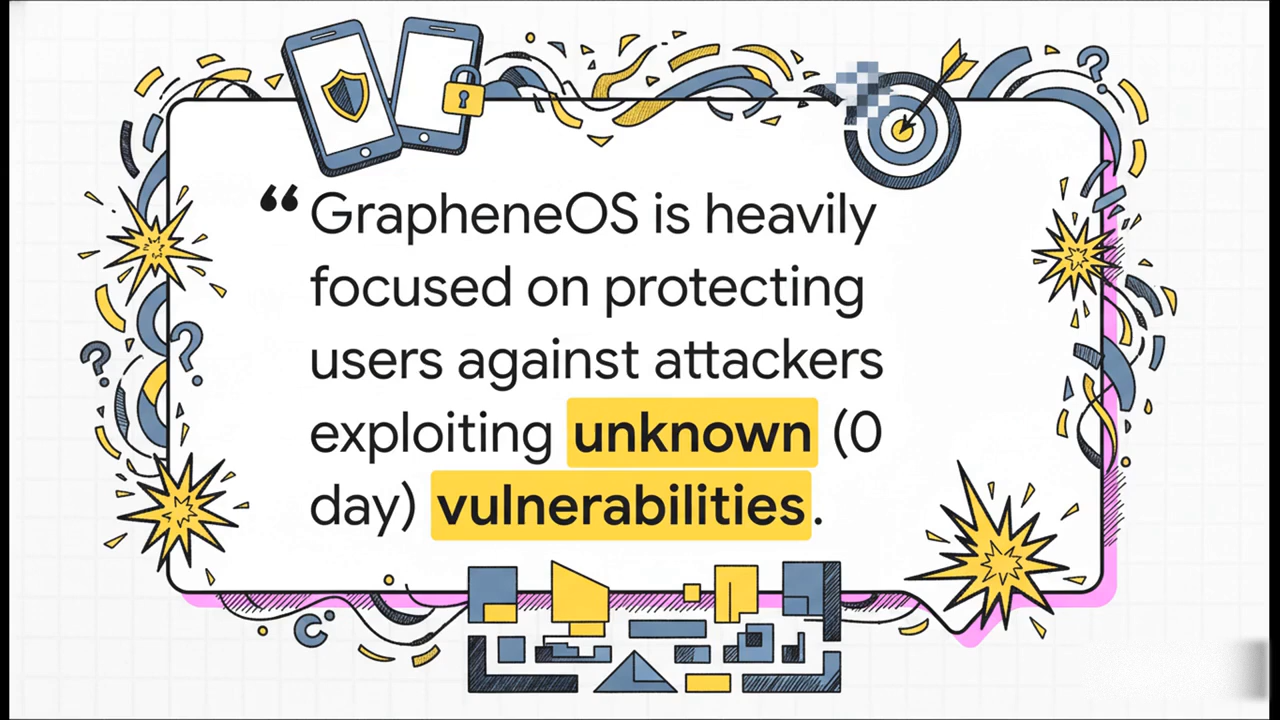 “GrapheneOS is heavily
focused on protecting
users against attackers
exploiting unknown (0
day) vulnerabilities.